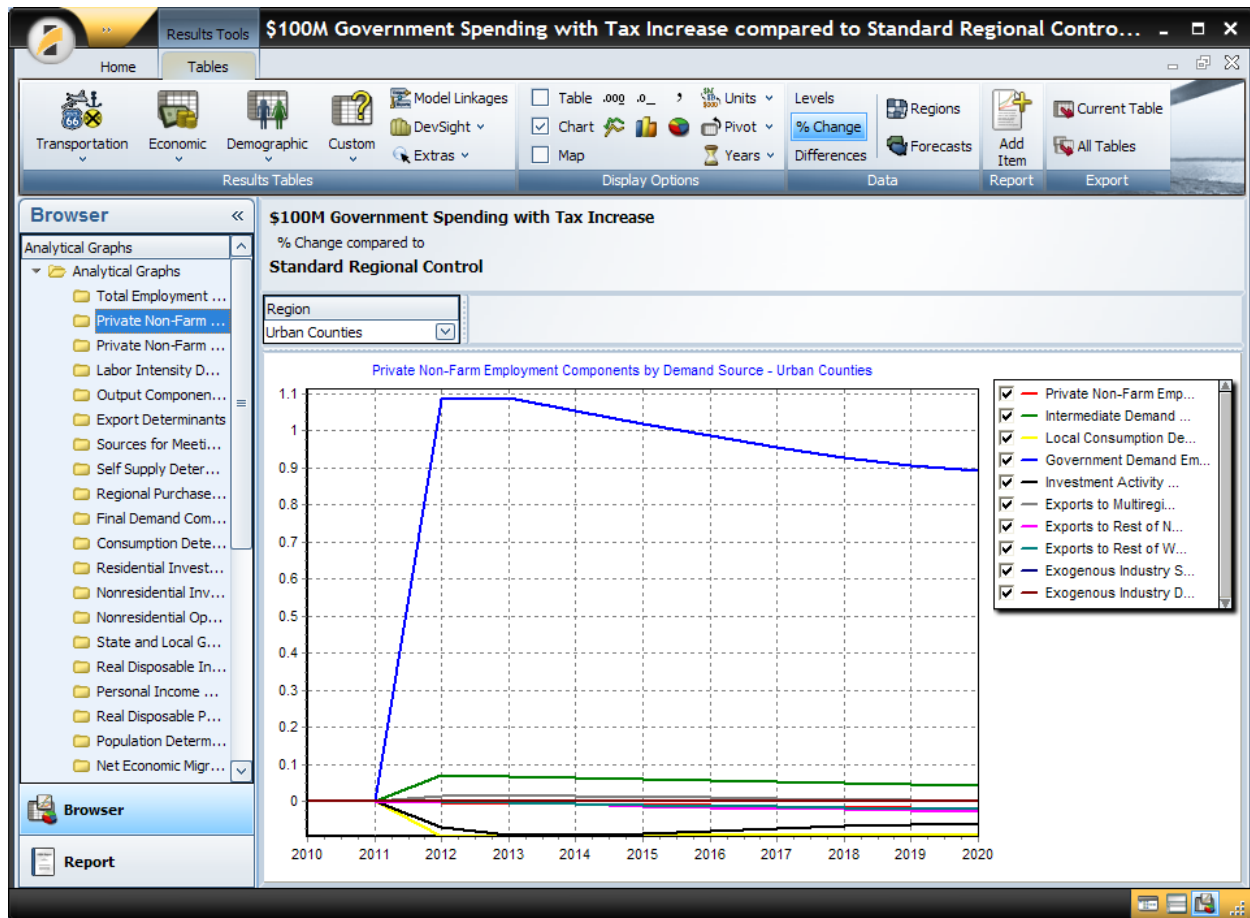 Results Tools $100M Government Spending with Tax Increase compared to Standard Regional Contro...
Home Tables
Transportation Economic Demographic Custom
Model Linkages
DevSight
Extras
Results Tables
Table .000 .0_ , Units
Chart Pivot
Map Years
Display Options
Levels
% Change
Differences
Regions
Forecasts
Data
Add
Item
Report
Current Table
All Tables
Export
Browser «
Analytical Graphs
Analytical Graphs
Total Employment ...
Private Non-Farm ...
Private Non-Farm ...
Labor Intensity D...
Output Componen...
Export Determinants
Sources for Meeti...
Self Supply Deter...
Regional Purchase...
Final Demand Com...
Consumption Dete...
Residential Invest...
Nonresidential Inv...
Nonresidential Op...
State and Local G...
Real Disposable In...
Personal Income ...
Real Disposable P...
Population Determ...
Net Economic Migr...
Browser
Report
$100M Government Spending with Tax Increase
% Change compared to
Standard Regional Control
Region
Urban Counties
Private Non-Farm Employment Components by Demand Source - Urban Counties
1.1
1
0.9
0.8
0.7
0.6
0.5
0.4
0.3
0.2
0.1
0
2010 2011 2012 2013 2014 2015 2016 2017 2018 2019 2020
Private Non-Farm Emp...
Intermediate Demand ...
Local Consumption De...
Government Demand Em...
Investment Activity ...
Exports to Multiregi...
Exports to Rest of N...
Exports to Rest of W...
Exogenous Industry S...
Exogenous Industry D...